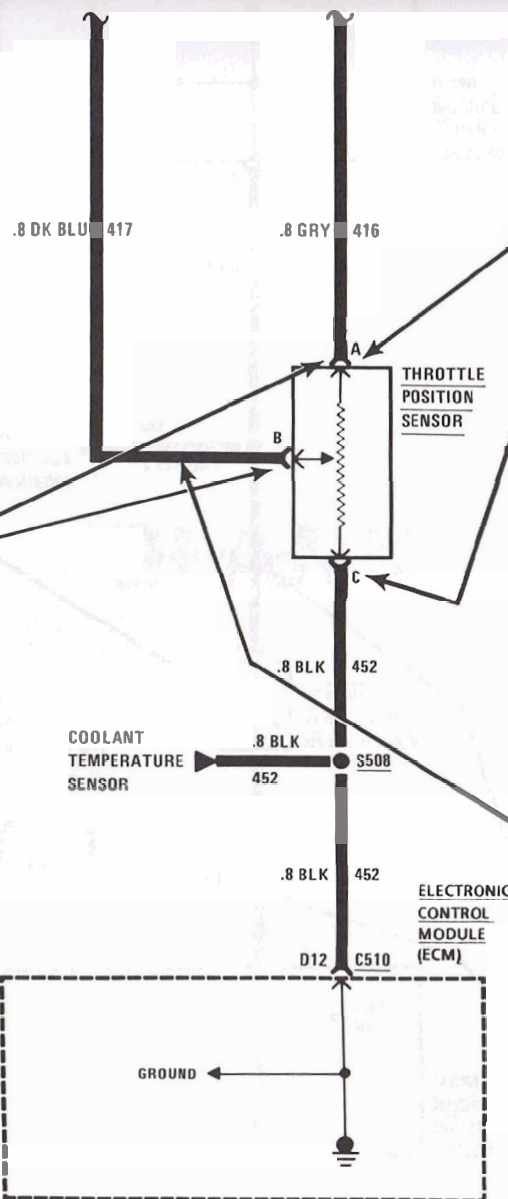 .8 DK BLU 417
.8 GRY 416
A
THROTTLE
POSITION
SENSOR
B
C
.8 BLK 452
COOLANT
TEMPERATURE
SENSOR
.8 BLK
452
S508
.8 BLK 452
ELECTRONIC
CONTROL
MODULE
(ECM)
D12 C510
GROUND